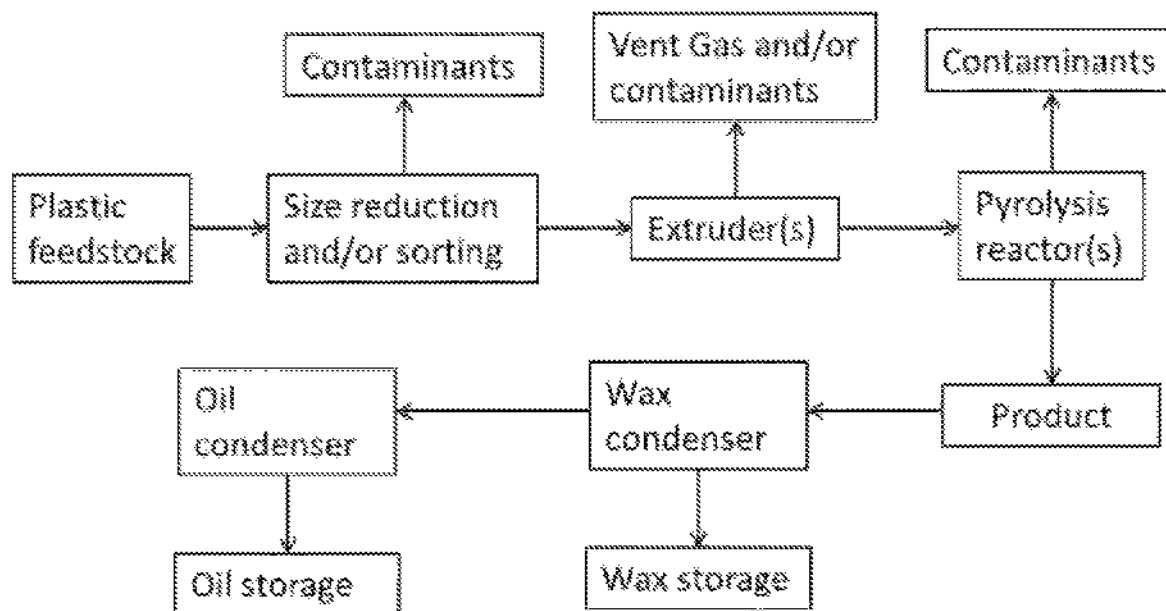 Contaminants
Vent Gas and/or
contaminants
Contaminants
Plastic
feedstock
Size reduction
and/or sorting
Extruder(s)
Pyrolysis
reactor(s)
Oil
condenser
Wax
condenser
Product
Oil storage
Wax storage